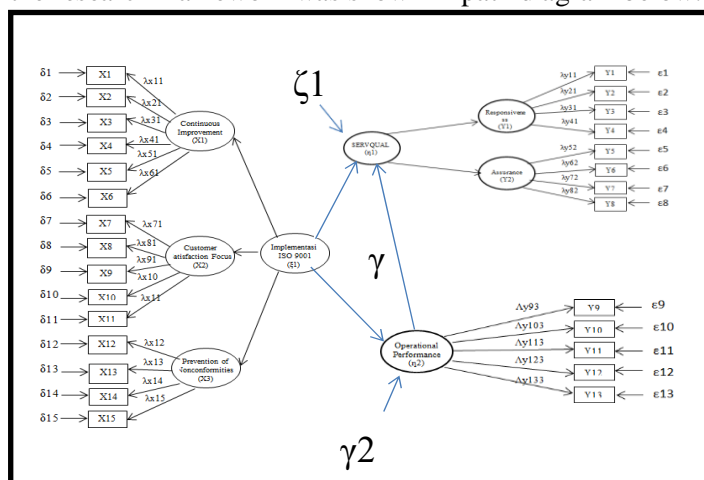 δ1
X1
λx11
δ2
X2
λx21
δ3
X3
λx31
δ4
X4
λx41
δ5
X5
λx51
δ6
X6
λx61
Continuous
Improvement
(X1)
δ7
X7
λx71
δ8
X8
λx81
δ9
X9
λx91
δ10
X10
λx10
δ11
X11
λx11
Customer
atisfaction Focus
(X2)
δ12
X12
λx12
δ13
X13
λx13
δ14
X14
λx14
δ15
X15
λx15
Prevention of
Nonconformities
(X3)
Implementasi
ISO 9001
(ξ1)
ζ1
SERVQUAL
(η1)
γ
Operational
Performance
(η2)
γ2
Responsiven
ess
(Y1)
Assurance
(Y2)
λy11
Y1
ε1
λy21
Y2
ε2
λy31
Y3
ε3
λy41
Y4
ε4
λy52
Y5
ε5
λy62
Y6
ε6
λy72
Y7
ε7
λy82
Y8
ε8
Λy93
Y9
ε9
Λy103
Y10
ε10
Λy113
Y11
ε11
Λy123
Y12
ε12
Λy133
Y13
ε13